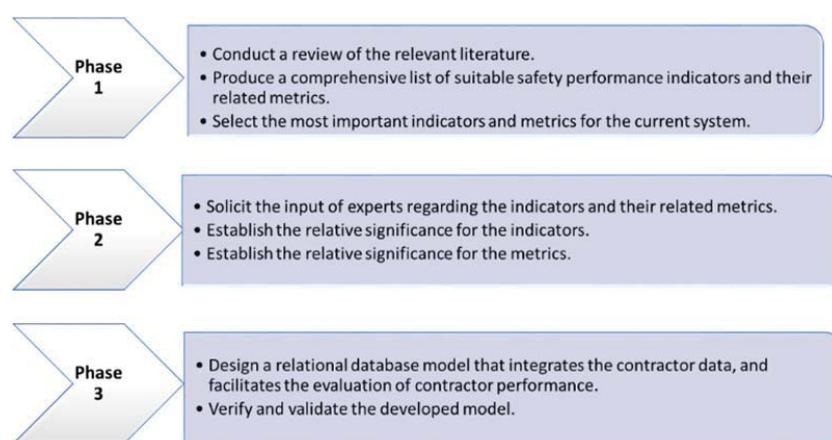 Phase
1
• Conduct a review of the relevant literature.
• Produce a comprehensive list of suitable safety performance indicators and their
related metrics.
• Select the most important indicators and metrics for the current system.
Phase
2
• Solicit the input of experts regarding the indicators and their related metrics.
• Establish the relative significance for the indicators.
• Establish the relative significance for the metrics.
Phase
3
• Design a relational database model that integrates the contractor data, and
facilitates the evaluation of contractor performance.
• Verify and validate the developed model.